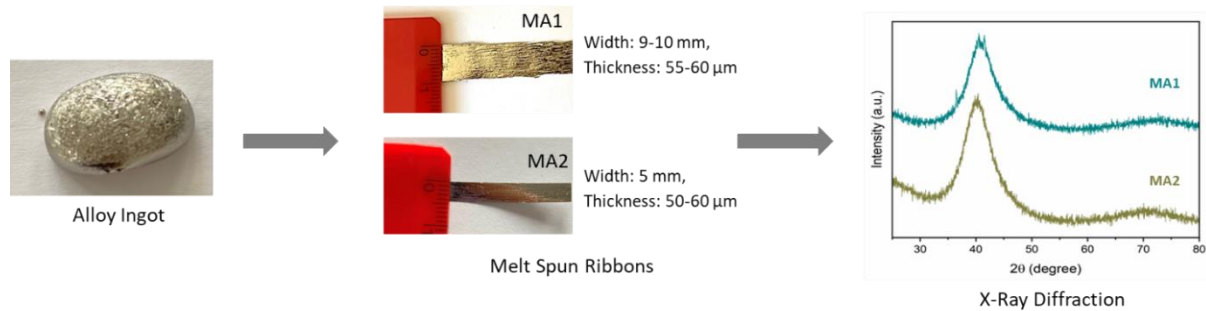 Alloy Ingot
MA1
Width: 9-10 mm,
Thickness: 55-60 µm
MA2
Width: 5 mm,
Thickness: 50-60 µm
Melt Spun Ribbons
Intensity (a.u.)
MA1
MA2
30 40 50 60 70 80
2θ (degree)
X-Ray Diffraction